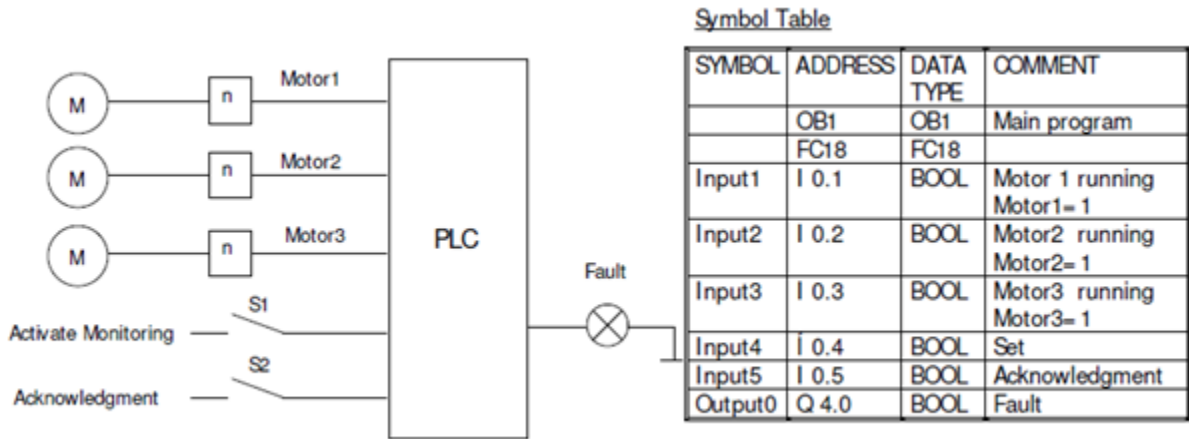 Symbol Table
M
n
Motor1
M
n
Motor2
M
n
Motor3
PLC
Fault
S1
Activate Monitoring
S2
Acknowledgment
SYMBOL ADDRESS DATA TYPE COMMENT
OB1 OB1 Main program
FC18 FC18
Input1 I 0.1 BOOL Motor 1 running
Motor1= 1
Input2 I 0.2 BOOL Motor2 running
Motor2= 1
Input3 I 0.3 BOOL Motor3 running
Motor3= 1
Input4 I 0.4 BOOL Set
Input5 I 0.5 BOOL Acknowledgment
Output0 Q 4.0 BOOL Fault